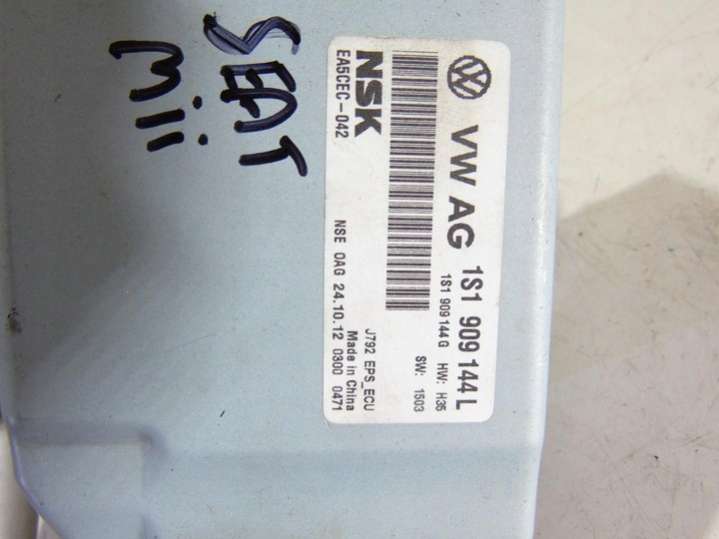 SEAT
mii
VW AG 1S1 909 144 L
1S1 909 144 G HW: H36
SW: 1503
NSK
EA5CEC-042
J792 EPS_ECU
Made in China
NSE OAG 24.10.12 0300 0471